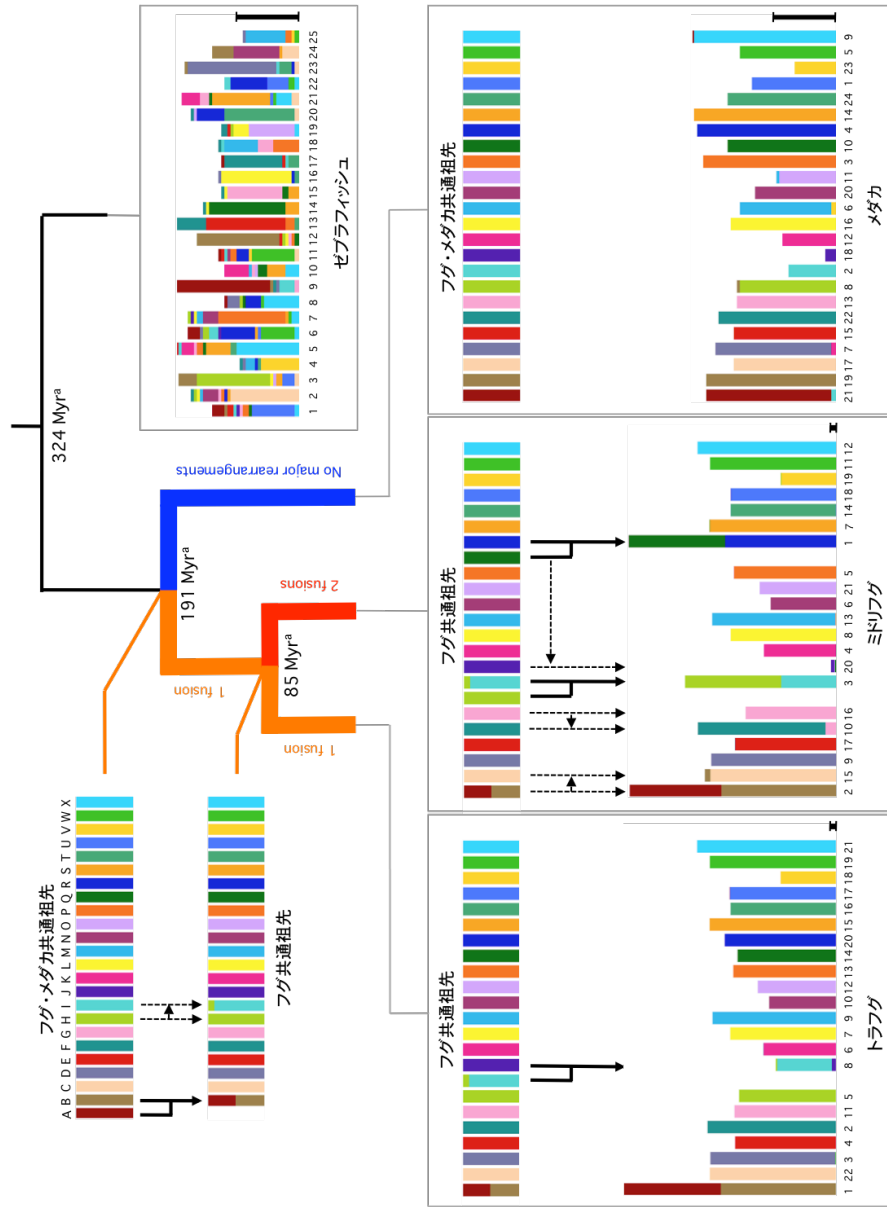 フグ・メダカ共通祖先
A B C D E F G H I J K L M N O P Q R S T U V W X
フグ共通祖先
324 Myrᵃ
191 Myrᵃ
85 Myrᵃ
1 fusion
No major rearrangements
1 fusion
2 fusions
1 2 3 4 5 6 7 8 9 10 11 12 13 14 15 16 17 18 19 20 21 22 23 24 25
ゼブラフィッシュ
フグ共通祖先
1 22 3 4 2 11 5 8 6 7 9 10 12 13 14 20 15 16 17 18 19 21
トラフグ
フグ共通祖先
2 15 9 17 10 16 3 20 4 8 13 6 21 5 1 7 14 18 19 11 12
ミドリフグ
フグ・メダカ共通祖先
21 19 17 7 15 22 13 8 2 18 12 16 6 20 11 3 10 4 14 24 1 23 5 9
メダカ